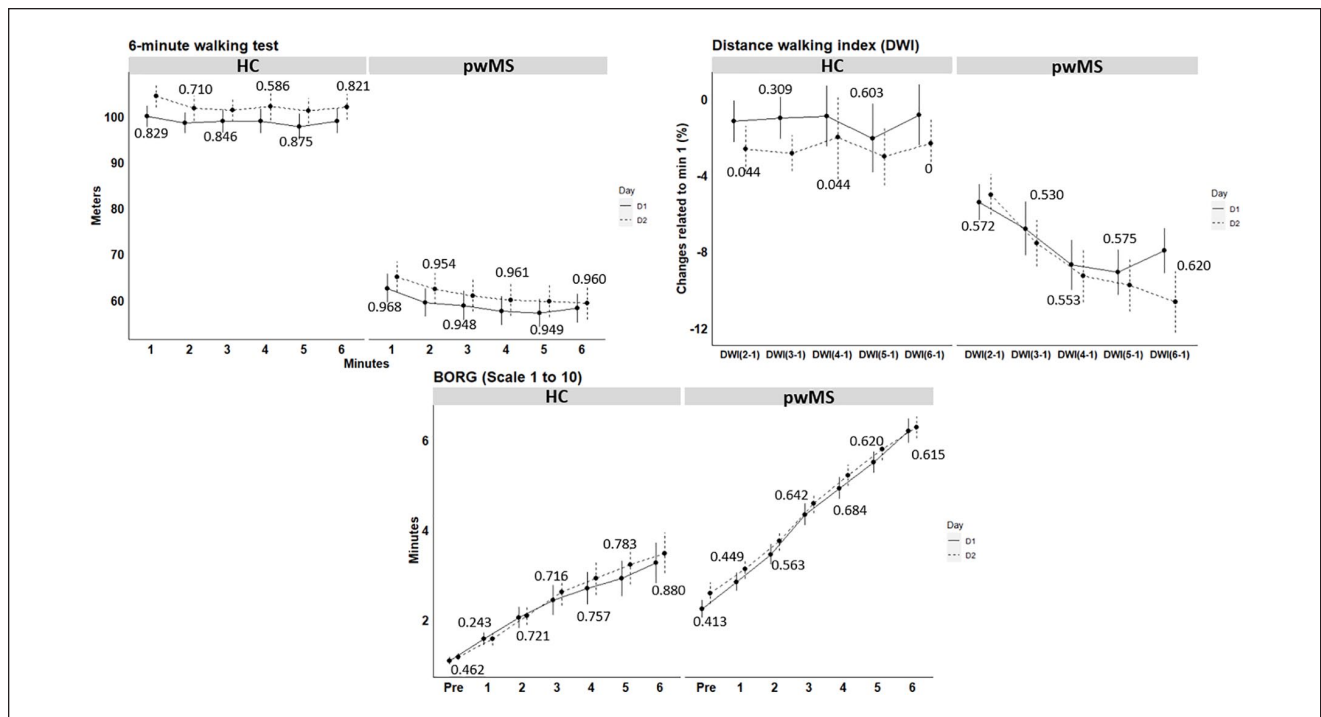 6-minute walking test
HC
pwMS
Meters
100
90
80
70
60
0.829
0.710
0.846
0.586
0.875
0.821
0.968
0.954
0.948
0.961
0.949
0.960
1 2 3 4 5 6
1 2 3 4 5 6
Minutes
Day
D1
D2
Distance walking index (DWI)
HC
pwMS
Changes related to min 1 (%)
0
-4
-8
-12
0.044
0.309
0.044
0.603
0
0.572
0.530
0.553
0.575
0.620
DWI(2-1) DWI(3-1) DWI(4-1) DWI(5-1) DWI(6-1)
DWI(2-1) DWI(3-1) DWI(4-1) DWI(5-1) DWI(6-1)
Day
D1
D2
BORG (Scale 1 to 10)
HC
pwMS
Minutes
6
4
2
0.462
0.243
0.721
0.716
0.757
0.783
0.880
0.413
0.449
0.563
0.642
0.684
0.620
0.615
Pre 1 2 3 4 5 6
Pre 1 2 3 4 5 6
Day
D1
D2